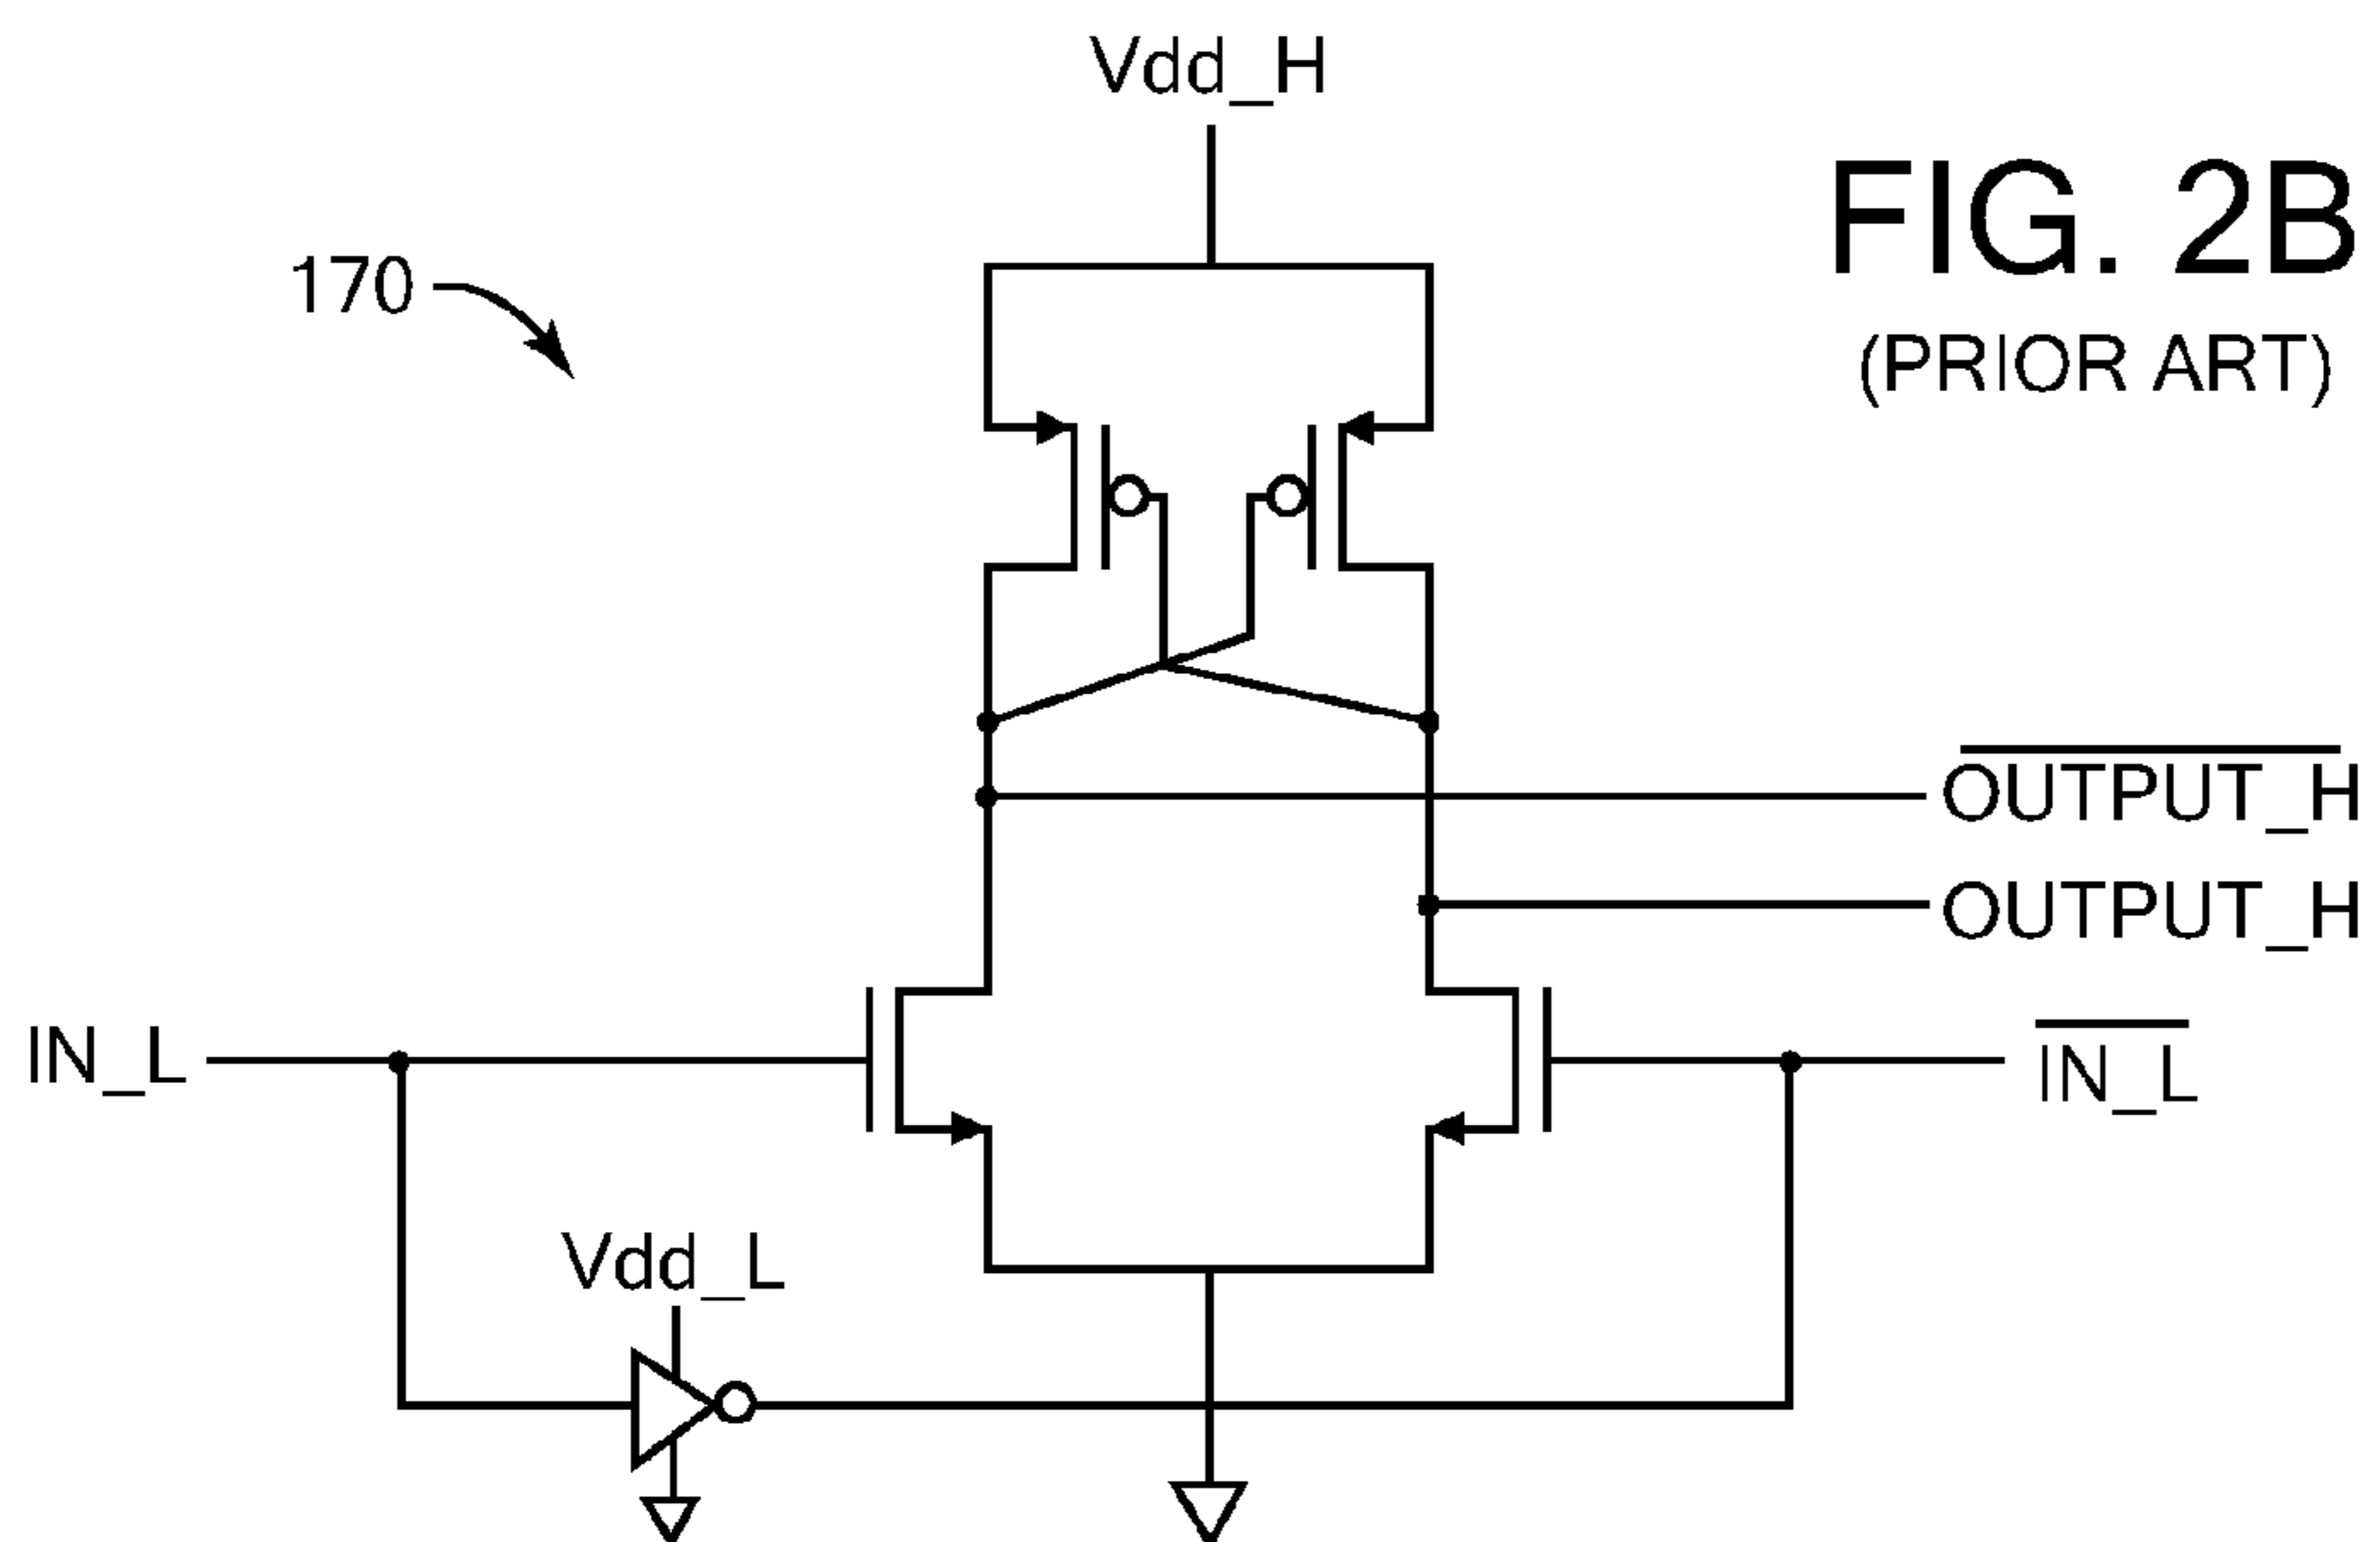 Vdd_H
FIG. 2B
(PRIOR ART)
170
OUTPUT_H
OUTPUT_H
IN_L
IN_L
Vdd_L